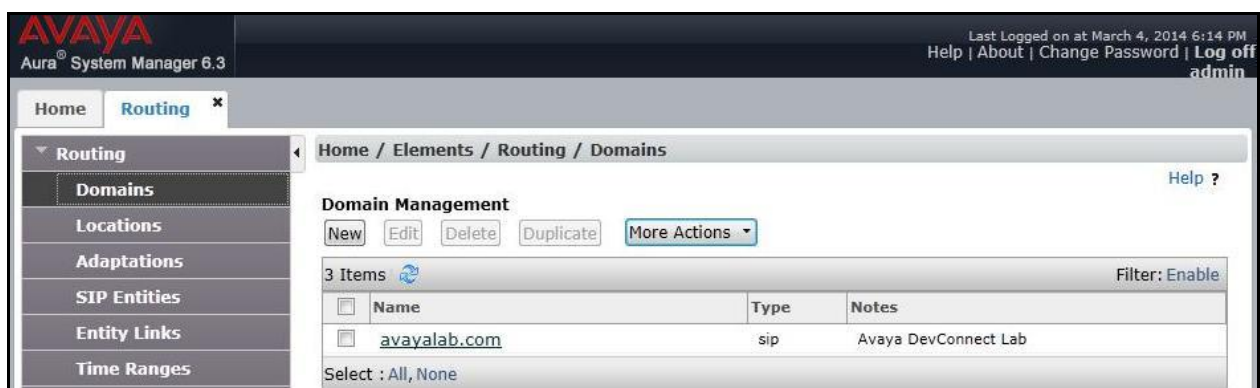 AVAYA
Aura® System Manager 6.3
Last Logged on at March 4, 2014 6:14 PM
Help | About | Change Password | Log off
admin
Home Routing ×
Routing
Domains
Locations
Adaptations
SIP Entities
Entity Links
Time Ranges
Home / Elements / Routing / Domains
Help ?
Domain Management
New Edit Delete Duplicate More Actions
3 Items Filter: Enable
Name Type Notes
avayalab.com sip Avaya DevConnect Lab
Select : All, None